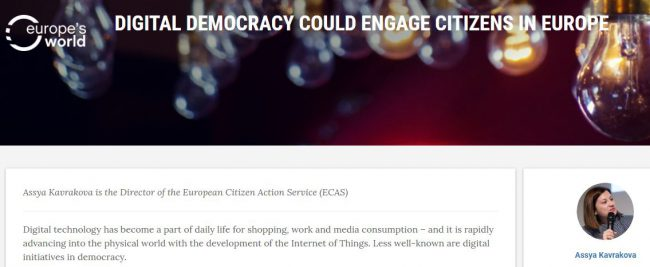 europe's
world
DIGITAL DEMOCRACY COULD ENGAGE CITIZENS IN EUROPE
Assya Kavrakova is the Director of the European Citizen Action Service (ECAS)
Digital technology has become a part of daily life for shopping, work and media consumption – and it is rapidly
advancing into the physical world with the development of the Internet of Things. Less well-known are digital
initiatives in democracy.
Assya Kavrakova